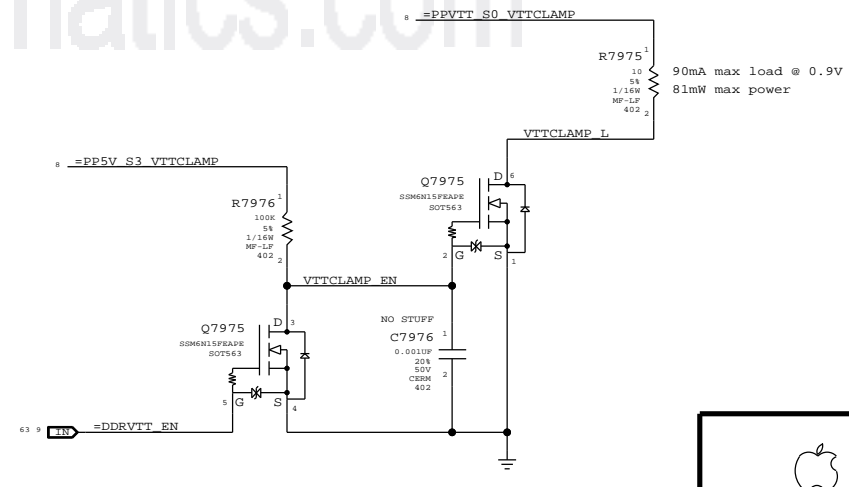 natics.com
8 =PPVTT_S0_VTTCLAMP
R7975 1
10
5%
1/16W
MF-LF
402 2
90mA max load @ 0.9V
81mW max power
VTTCLAMP_L
8 =PP5V_S3_VTTCLAMP
R7976 1
100K
5%
1/16W
MF-LF
402 2
Q7975
SSM6N15FEAPE
SOT563
D 6
2 G S 1
VTTCLAMP_EN
Q7975
SSM6N15FEAPE
SOT563
D 3
5 G S 4
NO STUFF
C7976 1
0.001UF
20%
50V
CERM
402 2
63 9 IN =DDRVTT_EN